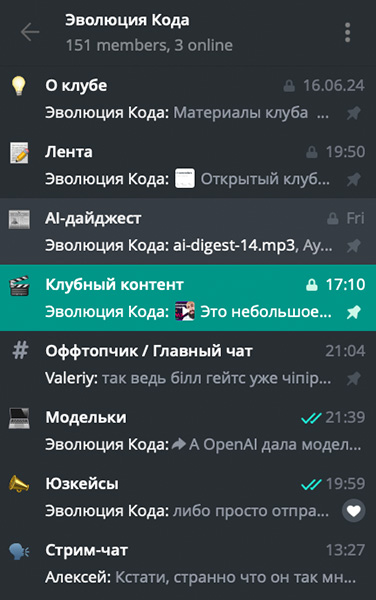 Эволюция Кода
151 members, 3 online
О клубе 16.06.24
Эволюция Кода: Материалы клуба ...
Лента 19:50
Эволюция Кода: Открытый клуб...
AI-дайджест Fri
Эволюция Кода: ai-digest-14.mp3, Ау...
Клубный контент 17:10
Эволюция Кода: Это небольшое...
# Оффтопчик / Главный чат 21:04
Valeriy: так ведь білл гейтс уже чіпір...
Модельки 21:39
Эволюция Кода: А OpenAI дала модел...
Юзкейсы 19:59
Эволюция Кода: либо просто отпра...
Стрим-чат 13:27
Алексей: Кстати, странно что он так мн...